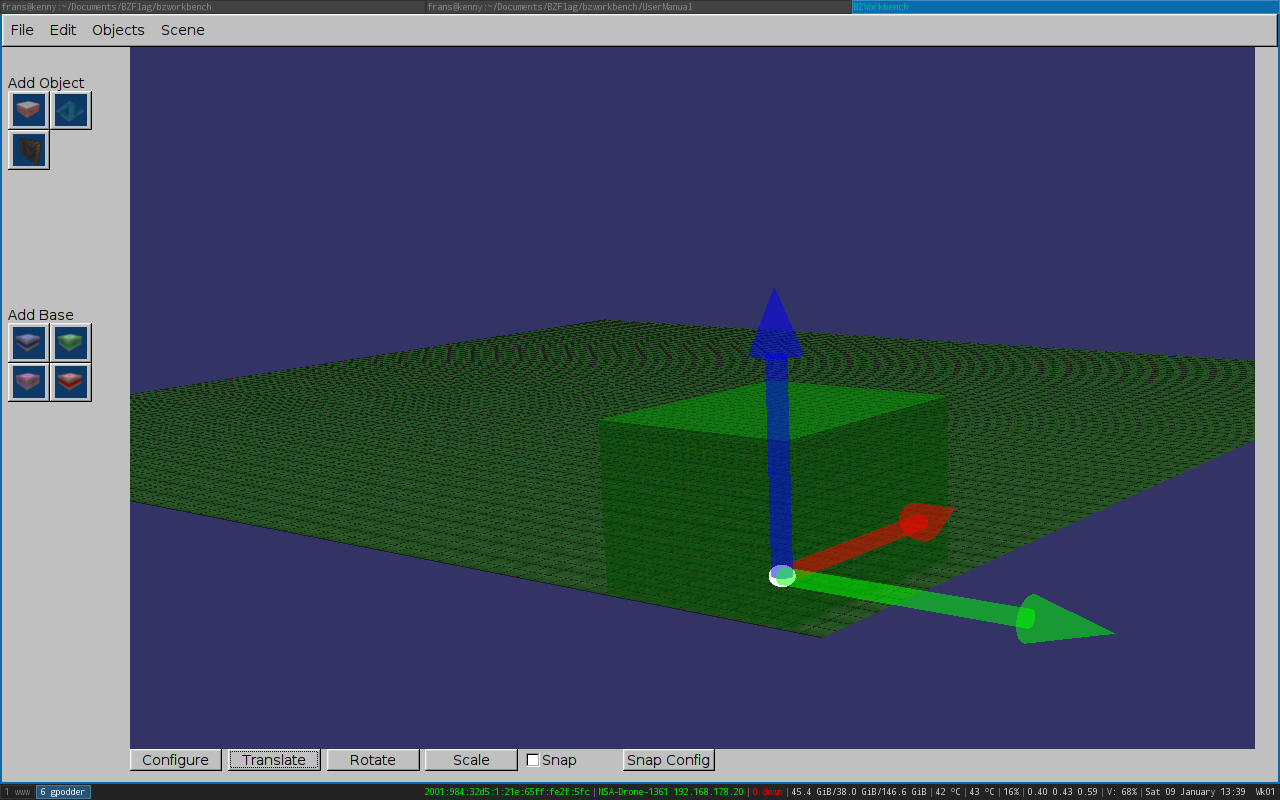 frans@kenny:~/Documents/BZFlag/bzworkbench frans@kenny:~/Documents/BZFlag/bzworkbench/UserManual BZWorkbench
File Edit Objects Scene
Add Object
Add Base
Configure Translate Rotate Scale Snap Snap Config
1 www 6 gpodder 2001:984:32d5:1:21e:65ff:fe2f:5fc|NSA-Drone-1361 192.168.178.20|0 down|45.4 GiB/38.0 GiB/146.6 GiB|42 ºC|43 ºC|16%|0.40 0.43 0.59 |V: 68%|Sat 09 January 13:39 Wk01